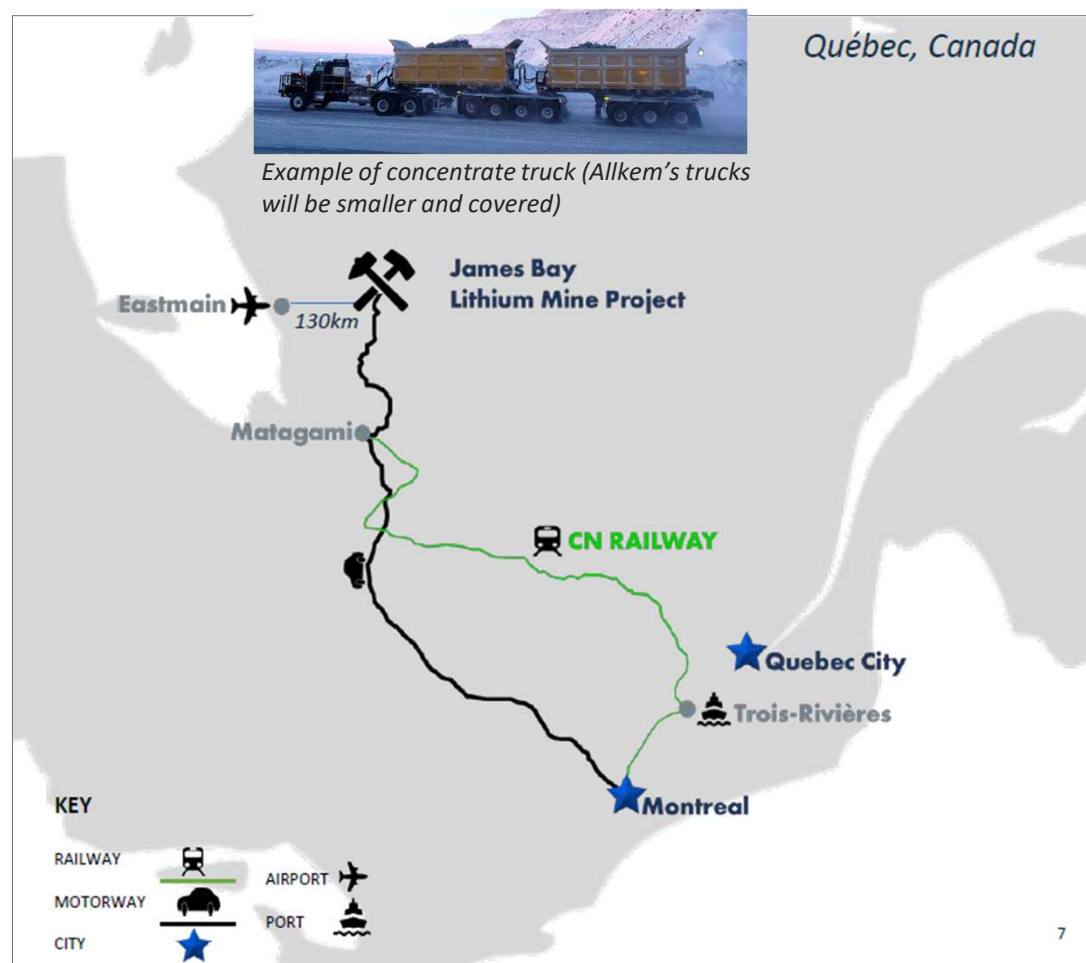 Québec, Canada
Example of concentrate truck (Allkem's trucks
will be smaller and covered)
James Bay
Lithium Mine Project
Eastmain
130km
Matagami
CN RAILWAY
Quebec City
Trois-Rivières
Montreal
KEY
RAILWAY
AIRPORT
MOTORWAY
PORT
CITY
7